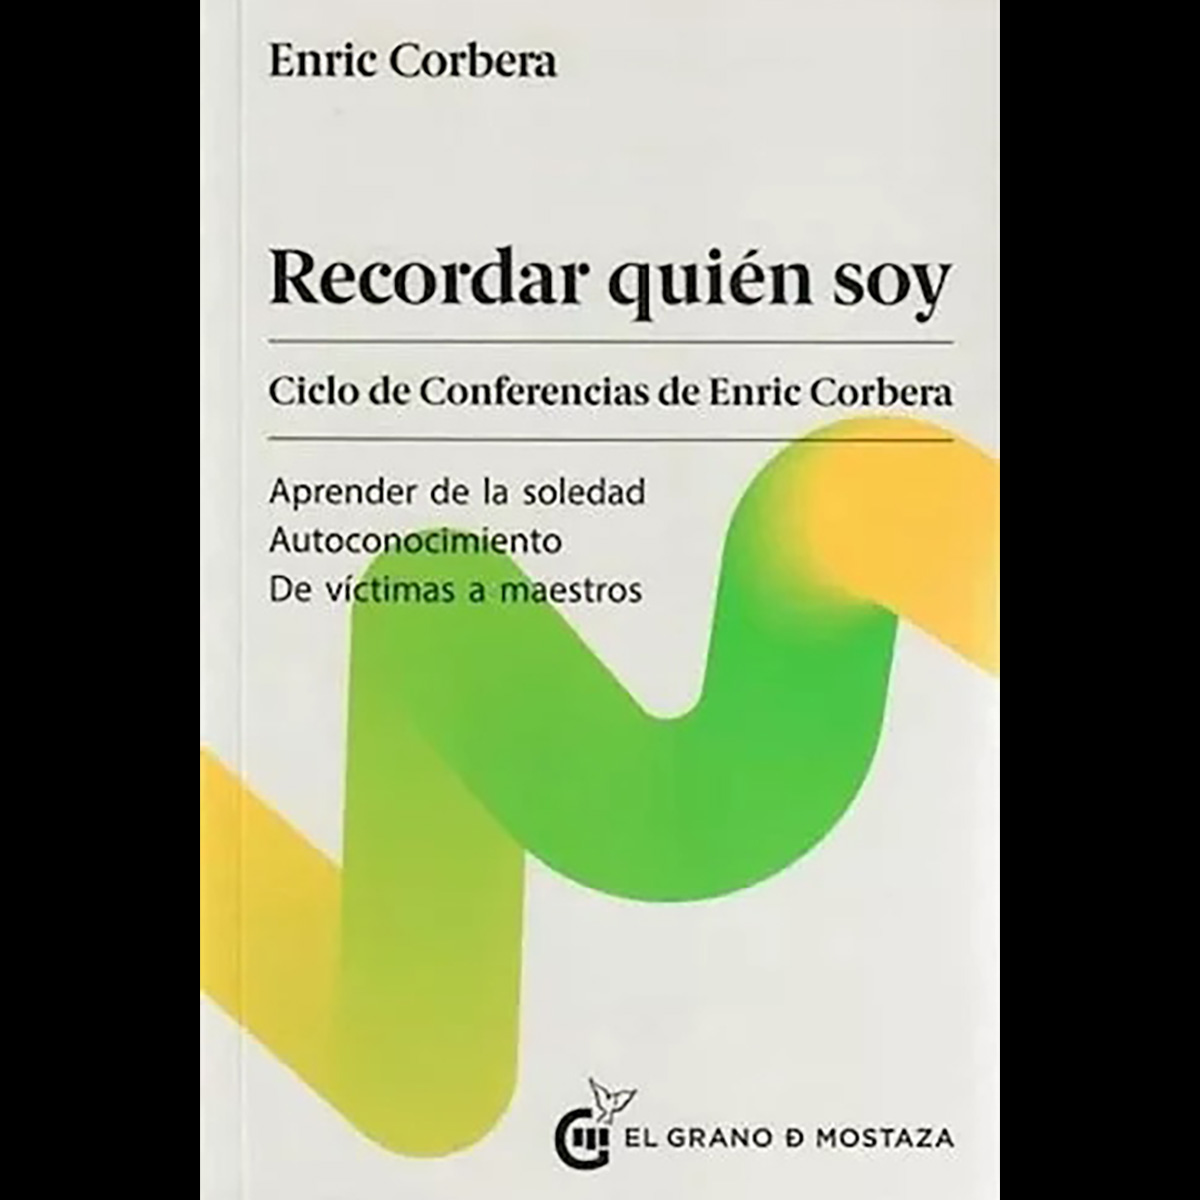 Enric Corbera
Recordar quién soy
Ciclo de Conferencias de Enric Corbera
Aprender de la soledad
Autoconocimiento
De víctimas a maestros
EL GRANO Đ MOSTAZA